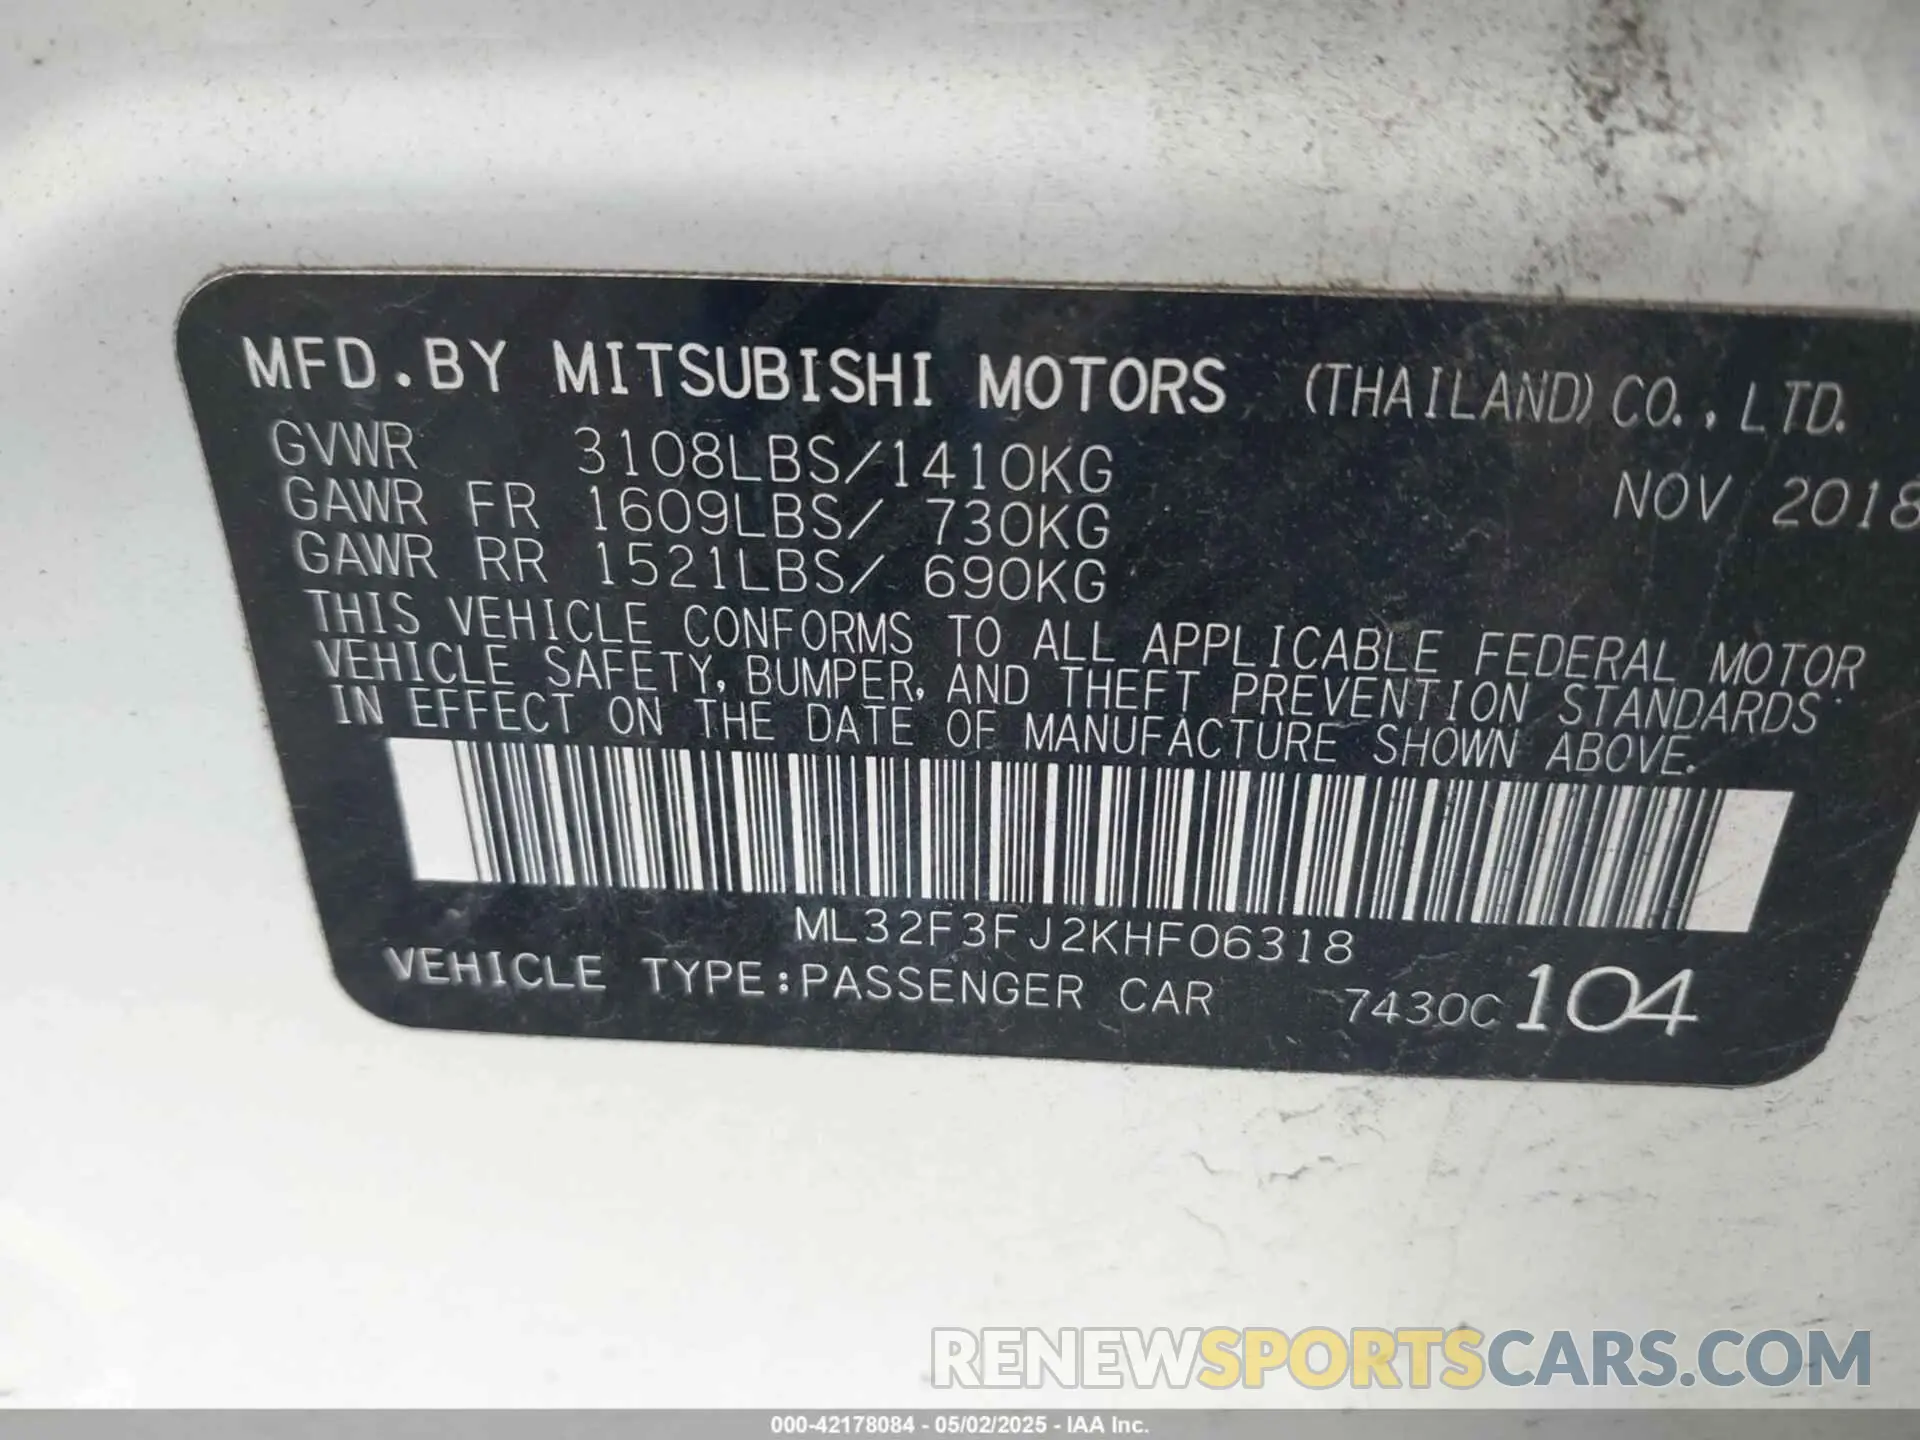 MFD.BY MITSUBISHI MOTORS (THAILAND) CO., LTD.
GVWR 3108LBS/1410KG NOV 2018
GAWR FR 1609LBS/ 730KG
GAWR RR 1521LBS/ 690KG
THIS VEHICLE CONFORMS TO ALL APPLICABLE FEDERAL MOTOR
VEHICLE SAFETY, BUMPER, AND THEFT PREVENTION STANDARDS
IN EFFECT ON THE DATE OF MANUFACTURE SHOWN ABOVE.
ML32F3FJ2KHF06318
VEHICLE TYPE:PASSENGER CAR 7430C 104
RENEWSPORTSCARS.COM
000-42178084 - 05/02/2025 - IAA Inc.